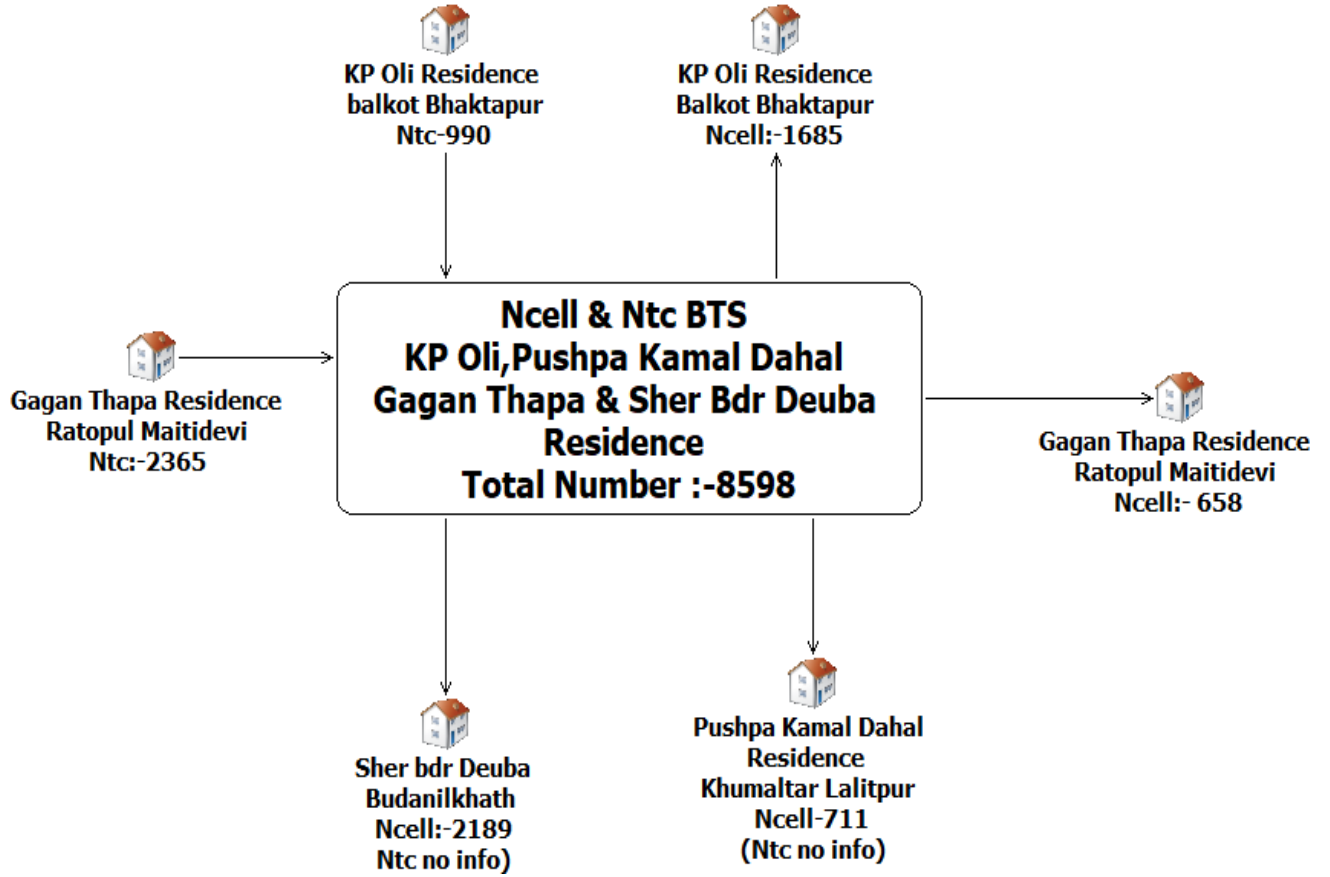 KP Oli Residence
balkot Bhaktapur
Ntc-990
KP Oli Residence
Balkot Bhaktapur
Ncell:-1685
Ncell & Ntc BTS
KP Oli,Pushpa Kamal Dahal
Gagan Thapa & Sher Bdr Deuba
Residence
Total Number :-8598
Gagan Thapa Residence
Ratopul Maitidevi
Ntc:-2365
Gagan Thapa Residence
Ratopul Maitidevi
Ncell:- 658
Sher bdr Deuba
Budanilkhath
Ncell:-2189
Ntc no info)
Pushpa Kamal Dahal
Residence
Khumaltar Lalitpur
Ncell-711
(Ntc no info)